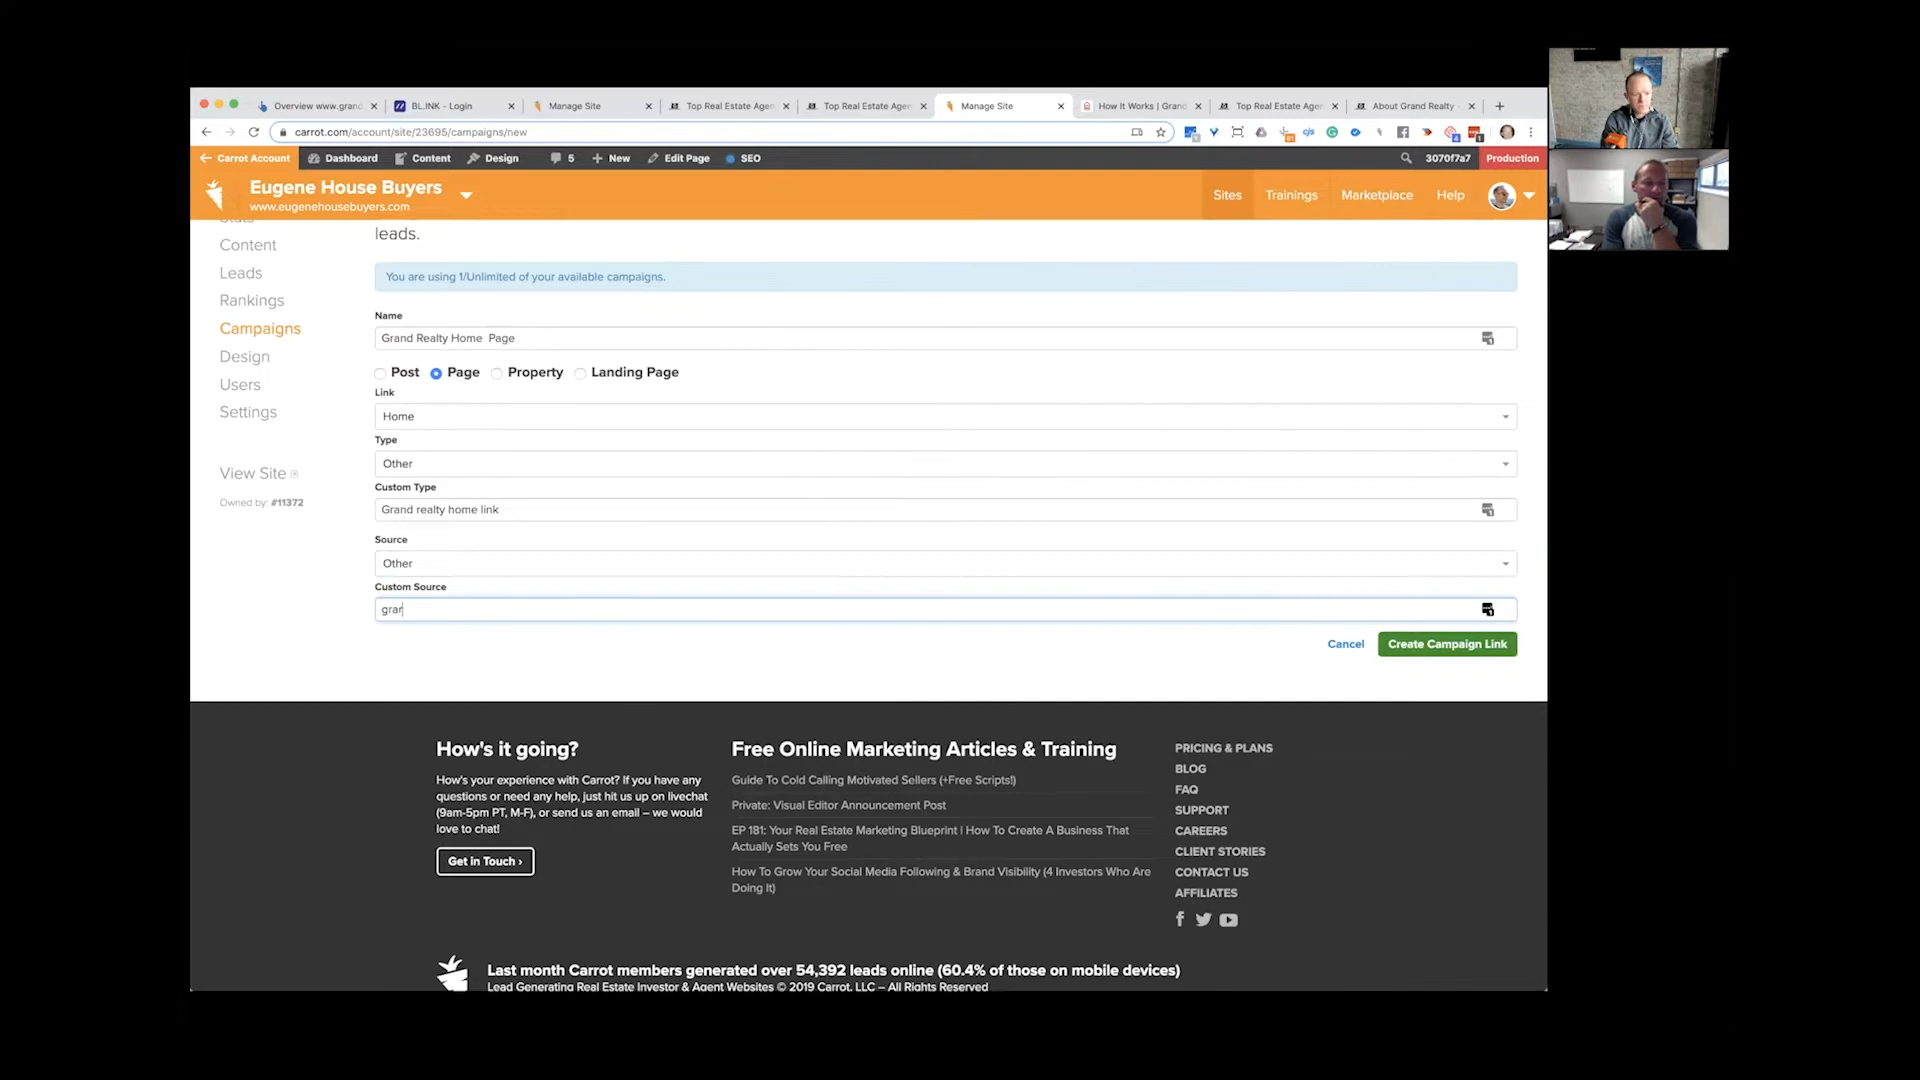 Overview www.grand
BL.INK - Login
Manage Site
Top Real Estate Agen
Top Real Estate Agen
Manage Site
How It Works | Grand
Top Real Estate Agen
About Grand Realty
carrot.com/account/site/23695/campaigns/new
Carrot Account
Dashboard
Content
Design
5
New
Edit Page
SEO
3070f7a7
Production
Eugene House Buyers
www.eugenehousebuyers.com
Sites
Trainings
Marketplace
Help
Stats
Content
Leads
Rankings
Campaigns
Design
Users
Settings
View Site
Owned by: #11372
leads.
You are using 1/Unlimited of your available campaigns.
Name
Grand Realty Home  Page
Post Page Property Landing Page
Link
Home
Type
Other
Custom Type
Grand realty home link
Source
Other
Custom Source
grar
Cancel
Create Campaign Link
How's it going?
How's your experience with Carrot? If you have any
questions or need any help, just hit us up on livechat
(9am-5pm PT, M-F), or send us an email – we would
love to chat!
Get in Touch ›
Free Online Marketing Articles & Training
Guide To Cold Calling Motivated Sellers (+Free Scripts!)
Private: Visual Editor Announcement Post
EP 181: Your Real Estate Marketing Blueprint | How To Create A Business That
Actually Sets You Free
How To Grow Your Social Media Following & Brand Visibility (4 Investors Who Are
Doing It)
PRICING & PLANS
BLOG
FAQ
SUPPORT
CAREERS
CLIENT STORIES
CONTACT US
AFFILIATES
Last month Carrot members generated over 54,392 leads online (60.4% of those on mobile devices)
Lead Generating Real Estate Investor & Agent Websites © 2019 Carrot, LLC – All Rights Reserved